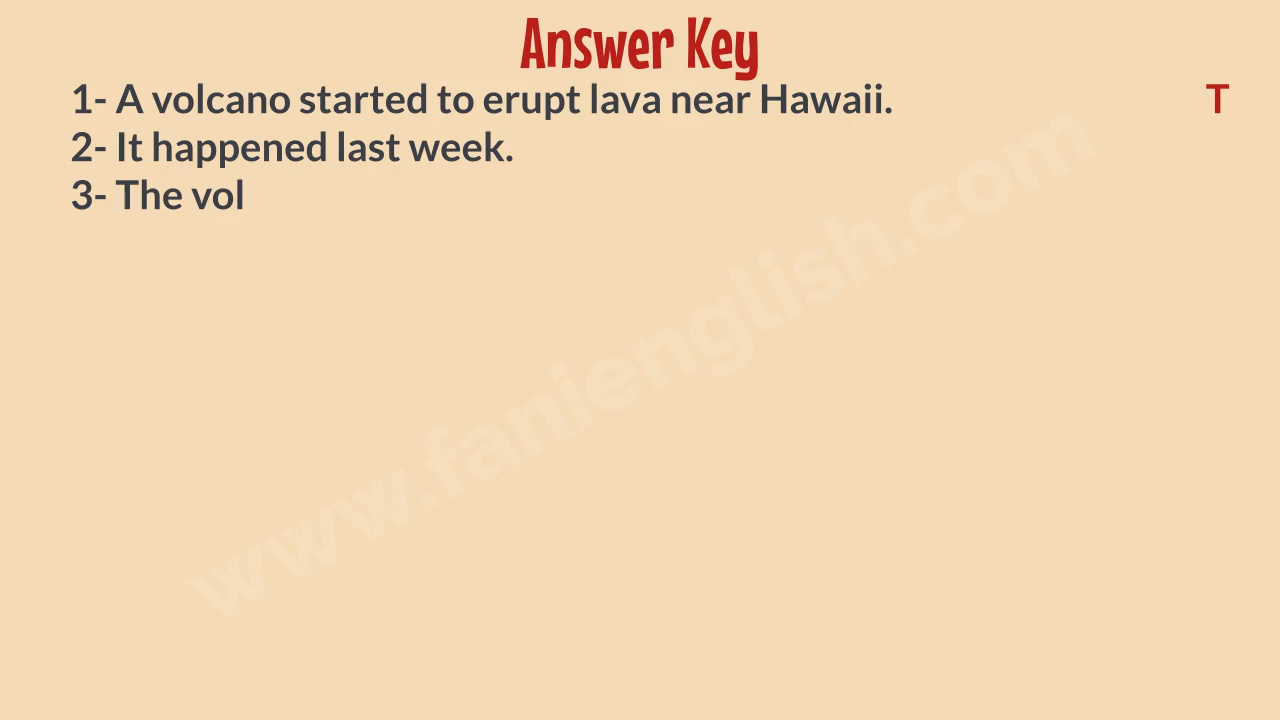 Answer Key
1- A volcano started to erupt lava near Hawaii. T
2- It happened last week.
3- The vol
www.fanienglish.com